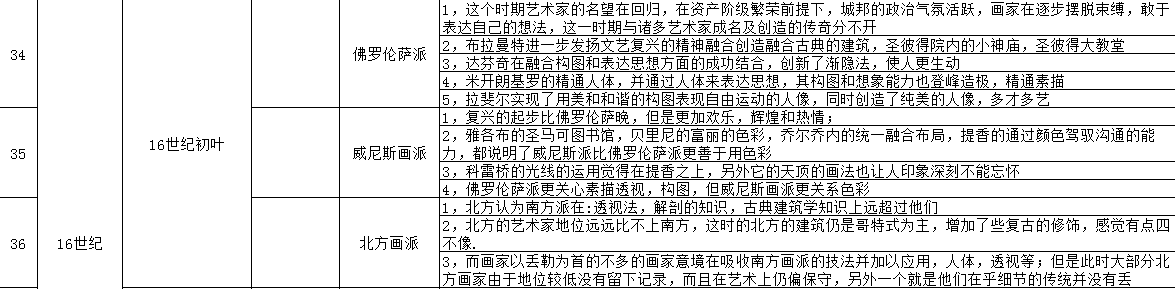 34
佛罗伦萨派
1，这个时期艺术家的名望在回归，在资产阶级繁荣前提下，城邦的政治气氛活跃，画家在逐步摆脱束缚，敢于
表达自己的想法，这一时期与诸多艺术家成名及创造的传奇分不开
2，布拉曼特进一步发扬文艺复兴的精神融合创造融合古典的建筑，圣彼得院内的小神庙，圣彼得大教堂
3，达芬奇在融合构图和表达思想方面的成功结合，创新了渐隐法，使人更生动
4，米开朗基罗的精通人体，并通过人体来表达思想，其构图和想象能力也登峰造极，精通素描
5，拉斐尔实现了用美和和谐的构图表现自由运动的人像，同时创造了纯美的人像，多才多艺
35
16世纪初叶
威尼斯画派
1，复兴的起步比佛罗伦萨晚，但是更加欢乐，辉煌和热情；
2，雅各布的圣马可图书馆，贝里尼的富丽的色彩，乔尔乔内的统一融合布局，提香的通过颜色驾驭沟通的能
力，都说明了威尼斯派比佛罗伦萨派更善于用色彩
3，科雷桥的光线的运用觉得在提香之上，另外它的天顶的画法也让人印象深刻不能忘怀
4，佛罗伦萨派更关心素描透视，构图，但威尼斯画派更关系色彩
36
16世纪
北方画派
1，北方认为南方派在:透视法，解剖的知识，古典建筑学知识上远超过他们
2，北方的艺术家地位远远比不上南方，这时的北方的建筑仍是哥特式为主，增加了些复古的修饰，感觉有点四
不像.
3，而画家以丢勒为首的不多的画家意境在吸收南方画派的技法并加以应用，人体，透视等；但是此时大部分北
方画家由于地位较低没有留下记录，而且在艺术上仍偏保守，另外一个就是他们在乎细节的传统并没有丢